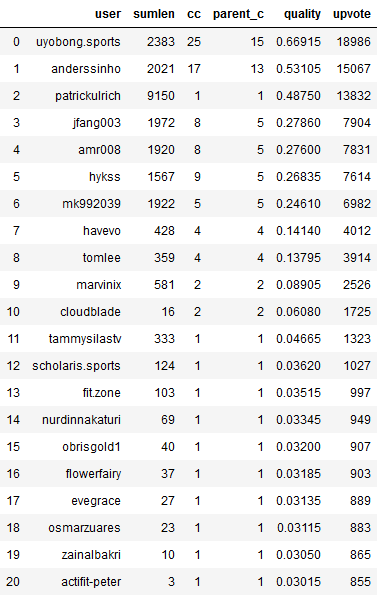 user sumlen cc parent_c quality upvote
0 uyobong.sports 2383 25 15 0.66915 18986
1 anderssinho 2021 17 13 0.53105 15067
2 patrickulrich 9150 1 1 0.48750 13832
3 jfang003 1972 8 5 0.27860 7904
4 amr008 1920 8 5 0.27600 7831
5 hykss 1567 9 5 0.26835 7614
6 mk992039 1922 5 5 0.24610 6982
7 havevo 428 4 4 0.14140 4012
8 tomlee 359 4 4 0.13795 3914
9 marvinix 581 2 2 0.08905 2526
10 cloudblade 16 2 2 0.06080 1725
11 tammysilastv 333 1 1 0.04665 1323
12 scholaris.sports 124 1 1 0.03620 1027
13 fit.zone 103 1 1 0.03515 997
14 nurdinnakaturi 69 1 1 0.03345 949
15 obrisgold1 40 1 1 0.03200 907
16 flowerfairy 37 1 1 0.03185 903
17 evegrace 27 1 1 0.03135 889
18 osmarzuares 23 1 1 0.03115 883
19 zainalbakri 10 1 1 0.03050 865
20 actifit-peter 3 1 1 0.03015 855